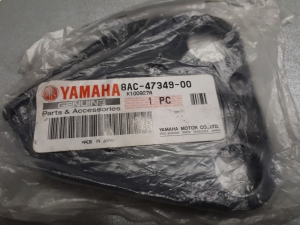 YAMAHA 8AC-47349-00
GENUINE
Parts & Accessories
1 PC
YAMAHA MOTOR CO.,LTD.